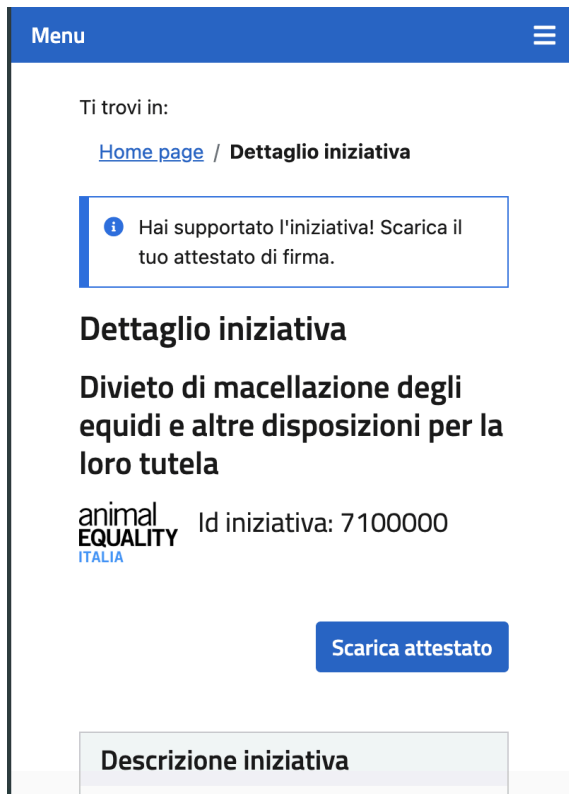 Menu
Ti trovi in:
Home page / Dettaglio iniziativa
Hai supportato l'iniziativa! Scarica il
tuo attestato di firma.
Dettaglio iniziativa
Divieto di macellazione degli
equidi e altre disposizioni per la
loro tutela
animal
EQUALITY
ITALIA
Id iniziativa: 7100000
Scarica attestato
Descrizione iniziativa